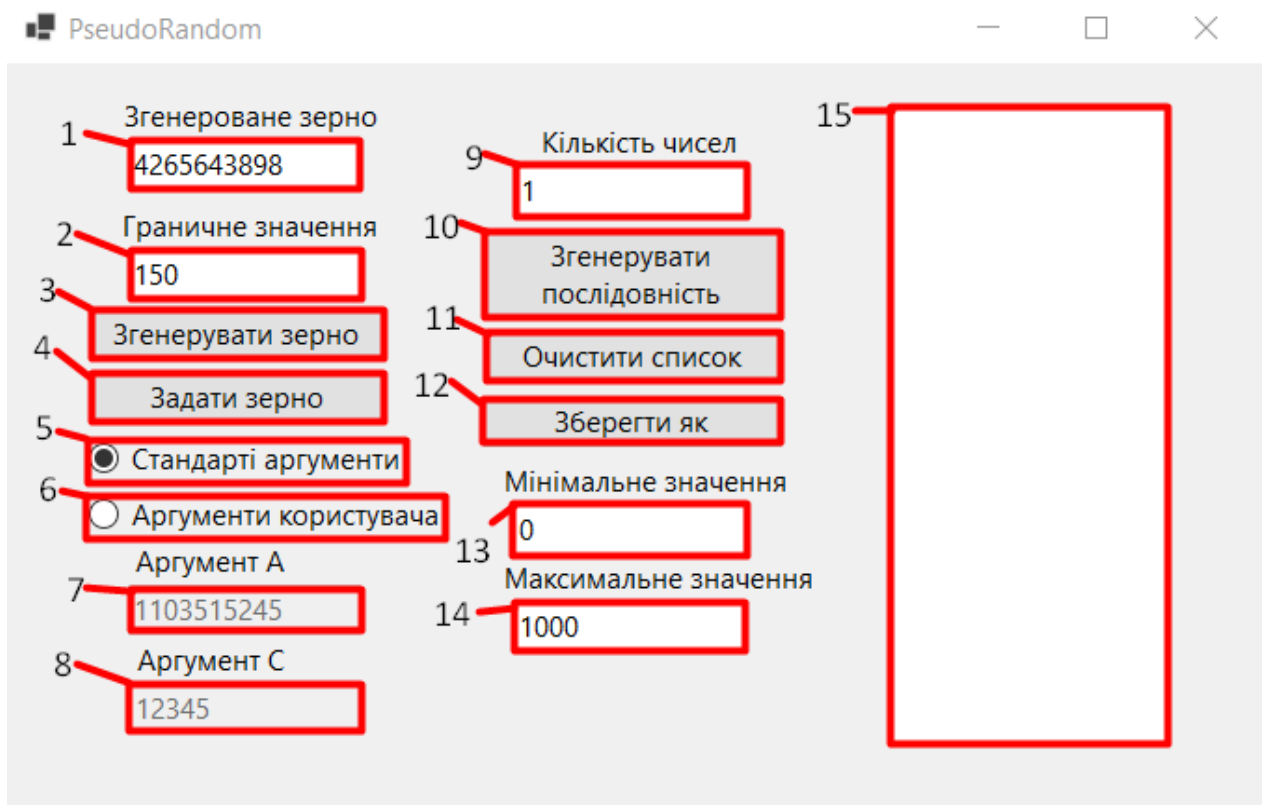 PseudoRandom
1
Згенероване зерно
4265643898
2
Граничне значення
150
3
Згенерувати зерно
4
Задати зерно
5
Стандарті аргументи
6
Аргументи користувача
7
Аргумент А
1103515245
8
Аргумент С
12345
9
Кількість чисел
1
10
Згенерувати
послідовність
11
Очистити список
12
Зберегти як
13
Мінімальне значення
0
14
Максимальне значення
1000
15